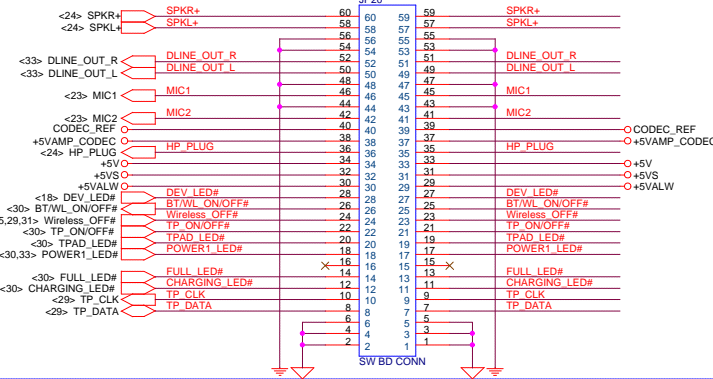 JP20
<24> SPKR+ SPKR+ 60 60 59 59 SPKR+
<24> SPKL+ SPKL+ 58 58 57 57 SPKL+
56 56 55 55
54 54 53 53
<33> DLINE_OUT_R DLINE_OUT_R 52 52 51 51 DLINE_OUT_R
<33> DLINE_OUT_L DLINE_OUT_L 50 50 49 49 DLINE_OUT_L
48 48 47 47
<23> MIC1 MIC1 46 46 45 45 MIC1
44 44 43 43
<23> MIC2 MIC2 42 42 41 41 MIC2
CODEC_REF 40 40 39 39 CODEC_REF
+5VAMP_CODEC 38 38 37 37 +5VAMP_CODEC
<24> HP_PLUG HP_PLUG 36 36 35 35 HP_PLUG
+5V 34 34 33 33 +5V
+5VS 32 32 31 31 +5VS
+5VALW 30 30 29 29 +5VALW
<18> DEV_LED# DEV_LED# 28 28 27 27 DEV_LED#
<30> BT/WL_ON/OFF# BT/WL_ON/OFF# 26 26 25 25 BT/WL_ON/OFF#
5,29,31> Wireless_OFF# Wireless_OFF# 24 24 23 23 Wireless_OFF#
<30> TP_ON/OFF# TP_ON/OFF# 22 22 21 21 TP_ON/OFF#
<30> TPAD_LED# TPAD_LED# 20 20 19 19 TPAD_LED#
<30,33> POWER1_LED# POWER1_LED# 18 18 17 17 POWER1_LED#
16 16 15 15
<30> FULL_LED# FULL_LED# 14 14 13 13 FULL_LED#
<30> CHARGING_LED# CHARGING_LED# 12 12 11 11 CHARGING_LED#
<29> TP_CLK TP_CLK 10 10 9 9 TP_CLK
<29> TP_DATA TP_DATA 8 8 7 7 TP_DATA
6 6 5 5
4 4 3 3
2 2 1 1
SW BD CONN